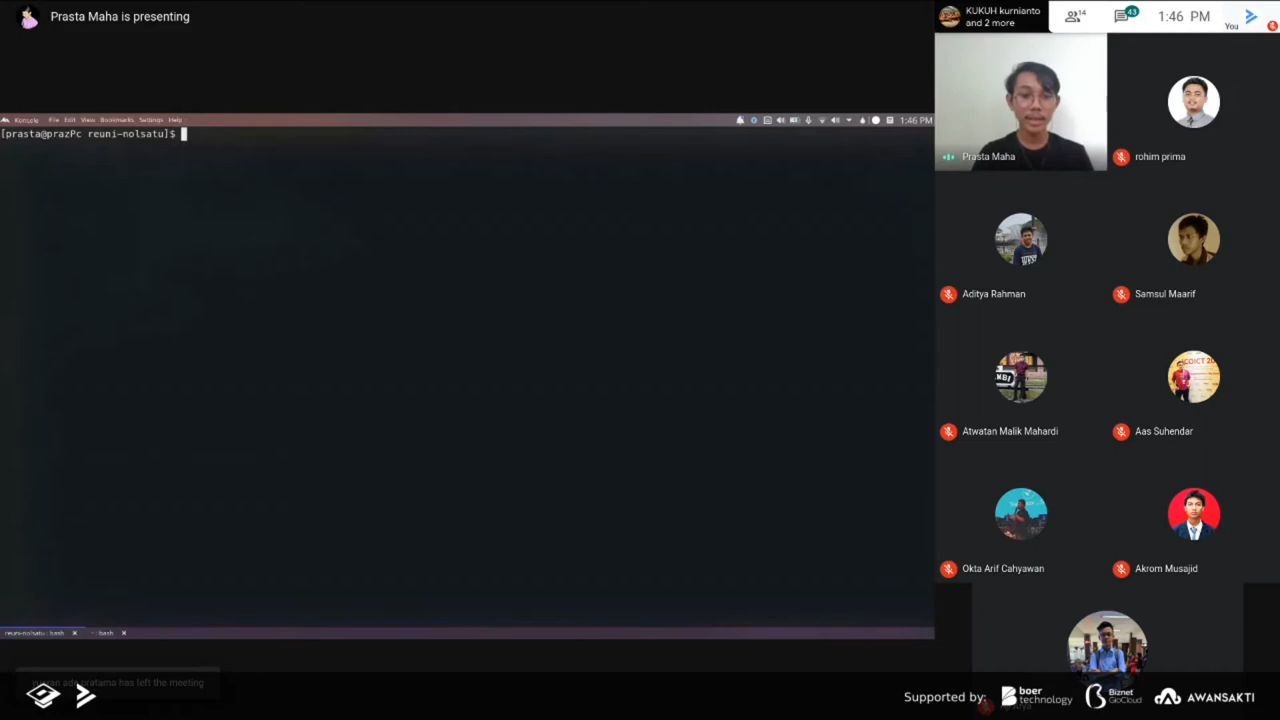 Prasta Maha is presenting
KUKUH kurnianto
and 2 more
14
43
1:46 PM
You
Konsole File Edit View Bookmarks Settings Help
1:46 PM
[prasta@prazPc reuni-nolsatu]$
Prasta Maha
rohim prima
Aditya Rahman
Samsul Maarif
Atwatan Malik Mahardi
Aas Suhendar
Okta Arif Cahyawan
Akrom Musajid
reuni-nolsatu : bash
~ : bash
pratama has left the meeting
Supported by:
boer
technology
Biznet
GioCloud
AWANSAKTI